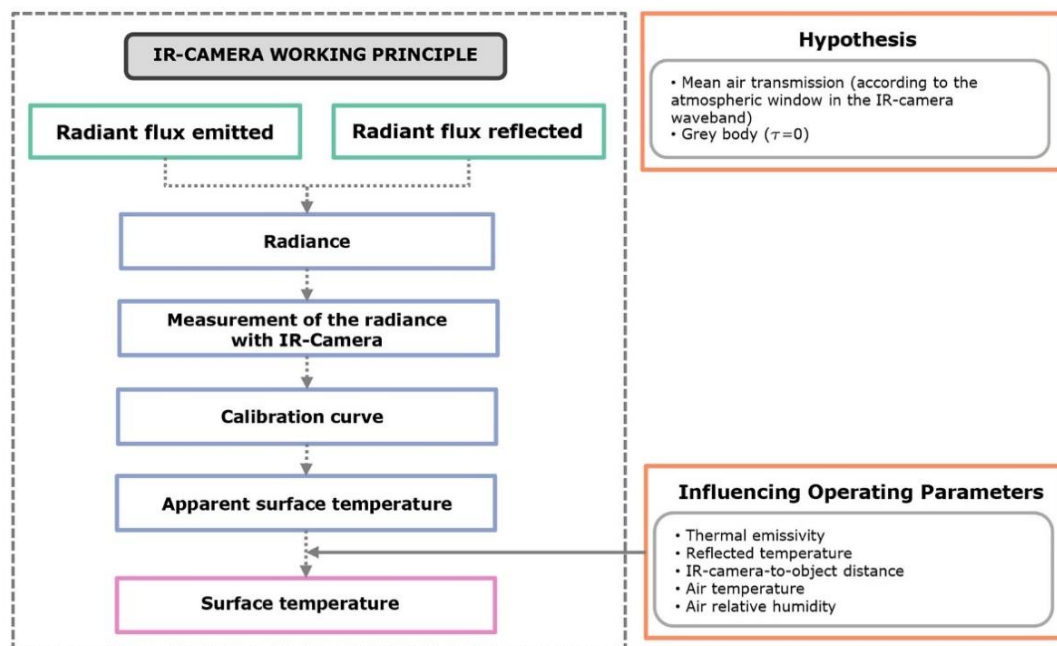 IR-CAMERA WORKING PRINCIPLE
Radiant flux emitted
Radiant flux reflected
Radiance
Measurement of the radiance
with IR-Camera
Calibration curve
Apparent surface temperature
Surface temperature
Hypothesis
• Mean air transmission (according to the
atmospheric window in the IR-camera
waveband)
• Grey body (τ=0)
Influencing Operating Parameters
• Thermal emissivity
• Reflected temperature
• IR-camera-to-object distance
• Air temperature
• Air relative humidity